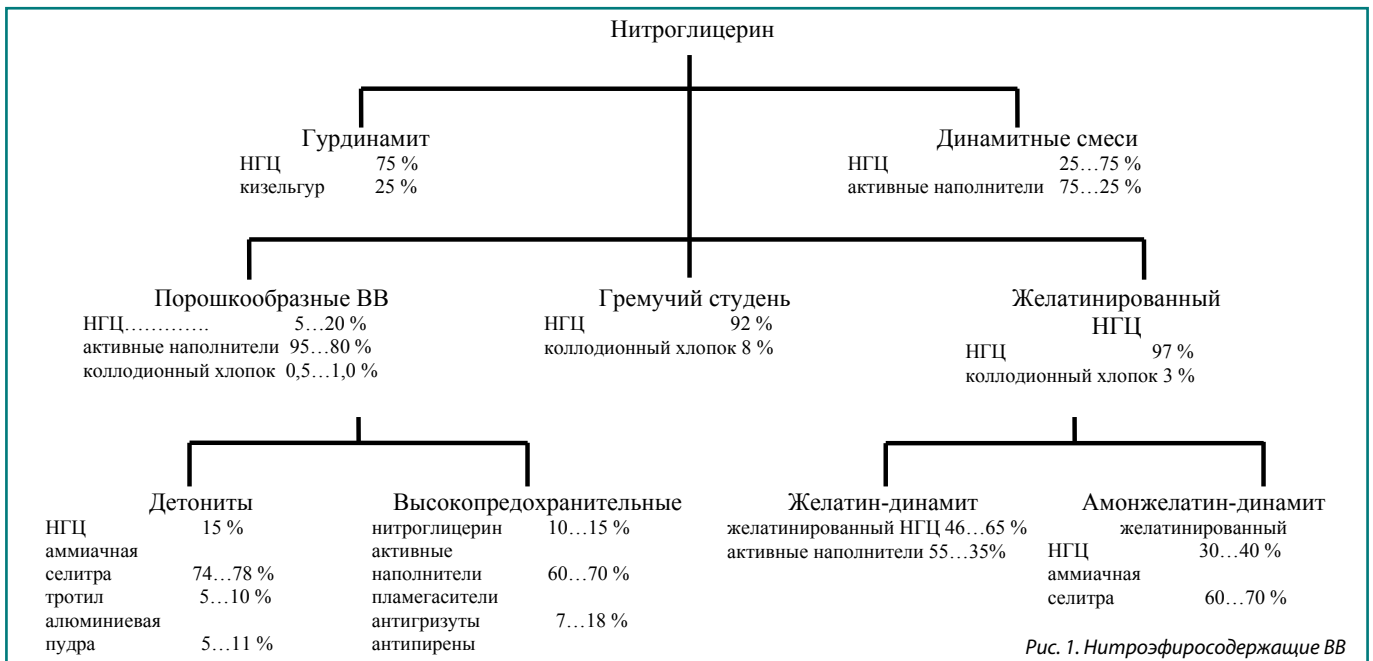 Нитроглицерин
Гурдинамит
НГЦ 75 %
кизельгур 25 %
Динамитные смеси
НГЦ 25…75 %
активные наполнители 75…25 %
Порошкообразные ВВ
НГЦ…………. 5…20 %
активные наполнители 95…80 %
коллодионный хлопок 0,5…1,0 %
Гремучий студень
НГЦ 92 %
коллодионный хлопок 8 %
Желатинированный
НГЦ
НГЦ 97 %
коллодионный хлопок 3 %
Детониты
НГЦ 15 %
аммиачная
селитра 74…78 %
тротил 5…10 %
алюминиевая
пудра 5…11 %
Высокопредохранительные
нитроглицерин 10…15 %
активные
наполнители 60…70 %
пламегасители
антигризуты 7…18 %
антипирены
Желатин-динамит
желатинированный НГЦ 46…65 %
активные наполнители 55…35%
Амонжелатин-динамит
желатинированный
НГЦ 30…40 %
аммиачная
селитра 60…70 %
Рис. 1. Нитроэфиросодержащие ВВ